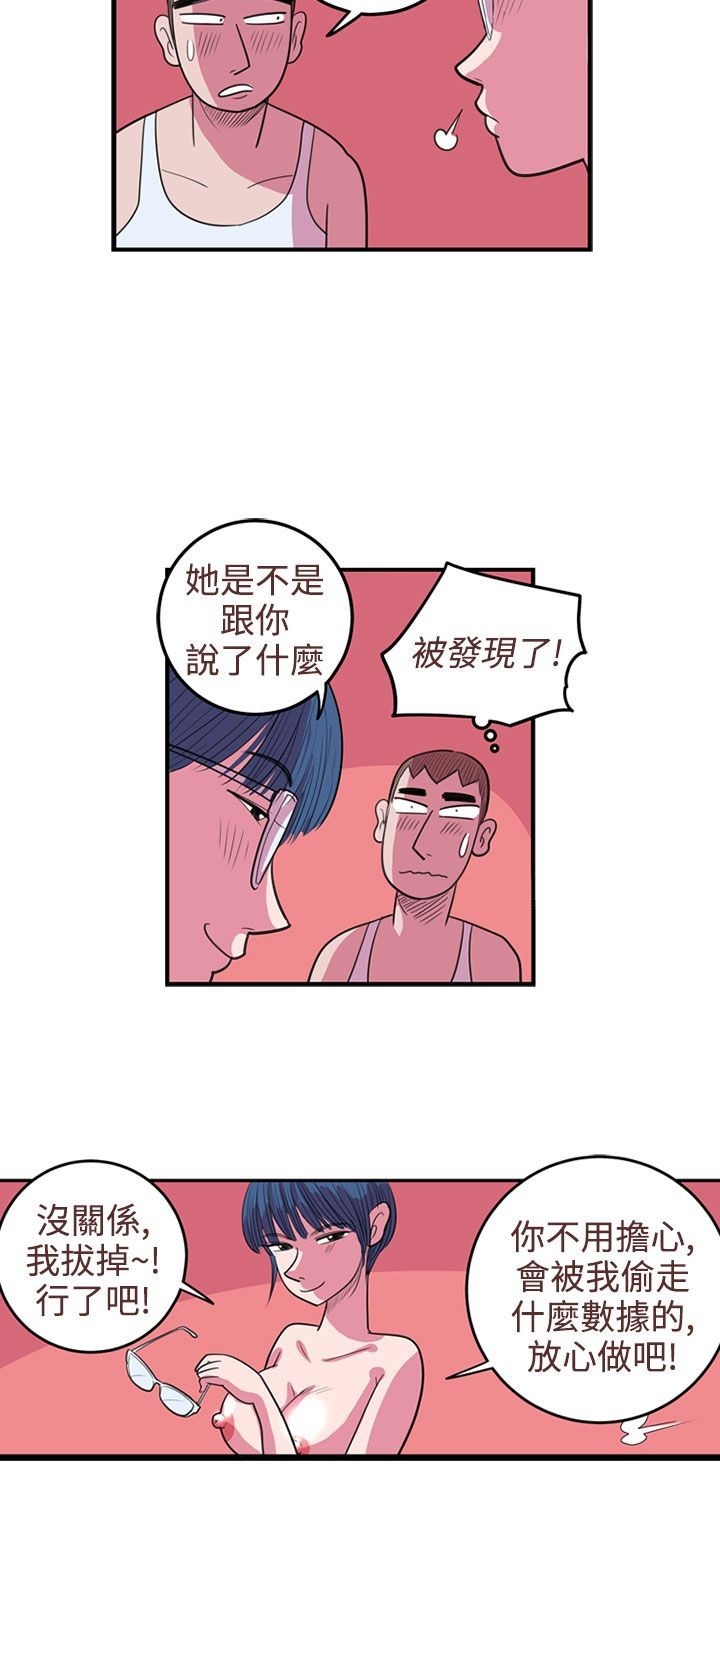 她是不是
跟你
說了什麼
被發現了!
沒關係,
我拔掉~!
行了吧!
你不用擔心,
會被我偷走
什麼數據的,
放心做吧!